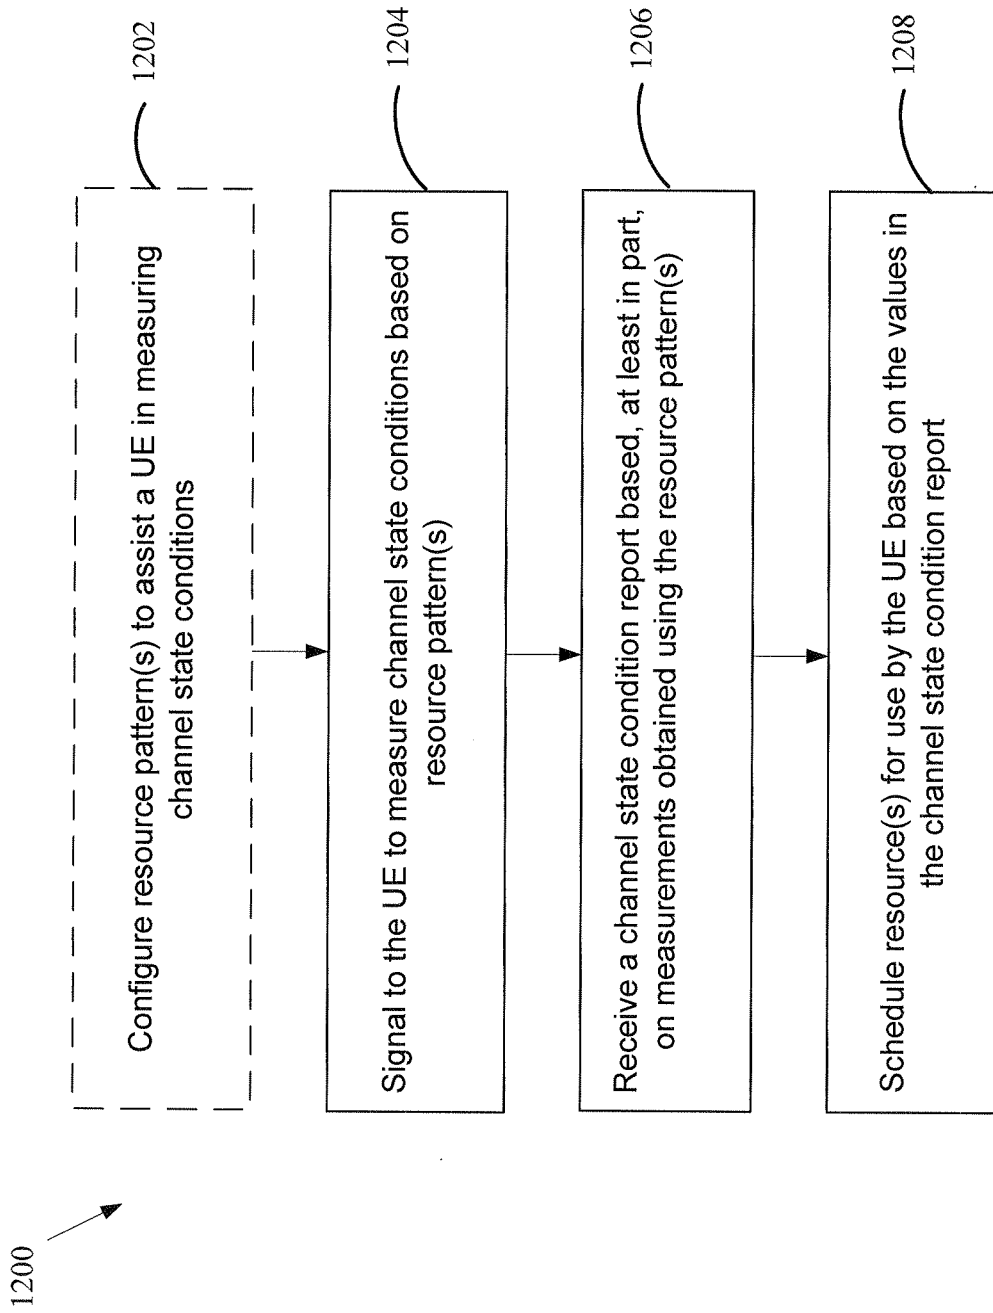 1200
1202
Configure resource pattern(s) to assist a UE in measuring
channel state conditions
1204
Signal to the UE to measure channel state conditions based on
resource pattern(s)
1206
Receive a channel state condition report based, at least in part,
on measurements obtained using the resource pattern(s)
1208
Schedule resource(s) for use by the UE based on the values in
the channel state condition report